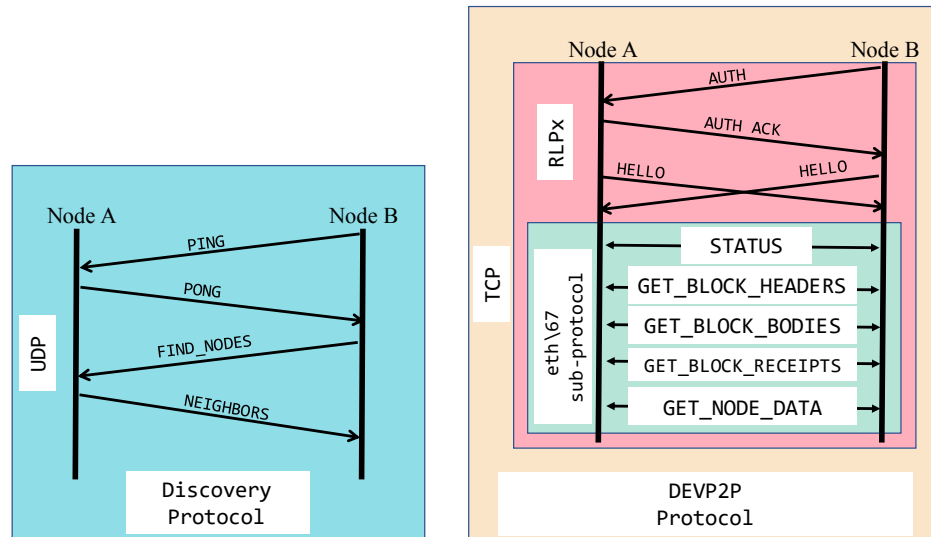 Node A
Node B
PING
PONG
FIND_NODES
NEIGHBORS
UDP
Discovery
Protocol
Node A
Node B
AUTH
AUTH ACK
HELLO
HELLO
RLPx
TCP
STATUS
GET_BLOCK_HEADERS
GET_BLOCK_BODIES
GET_BLOCK_RECEIPTS
GET_NODE_DATA
eth\67
sub-protocol
DEVP2P
Protocol